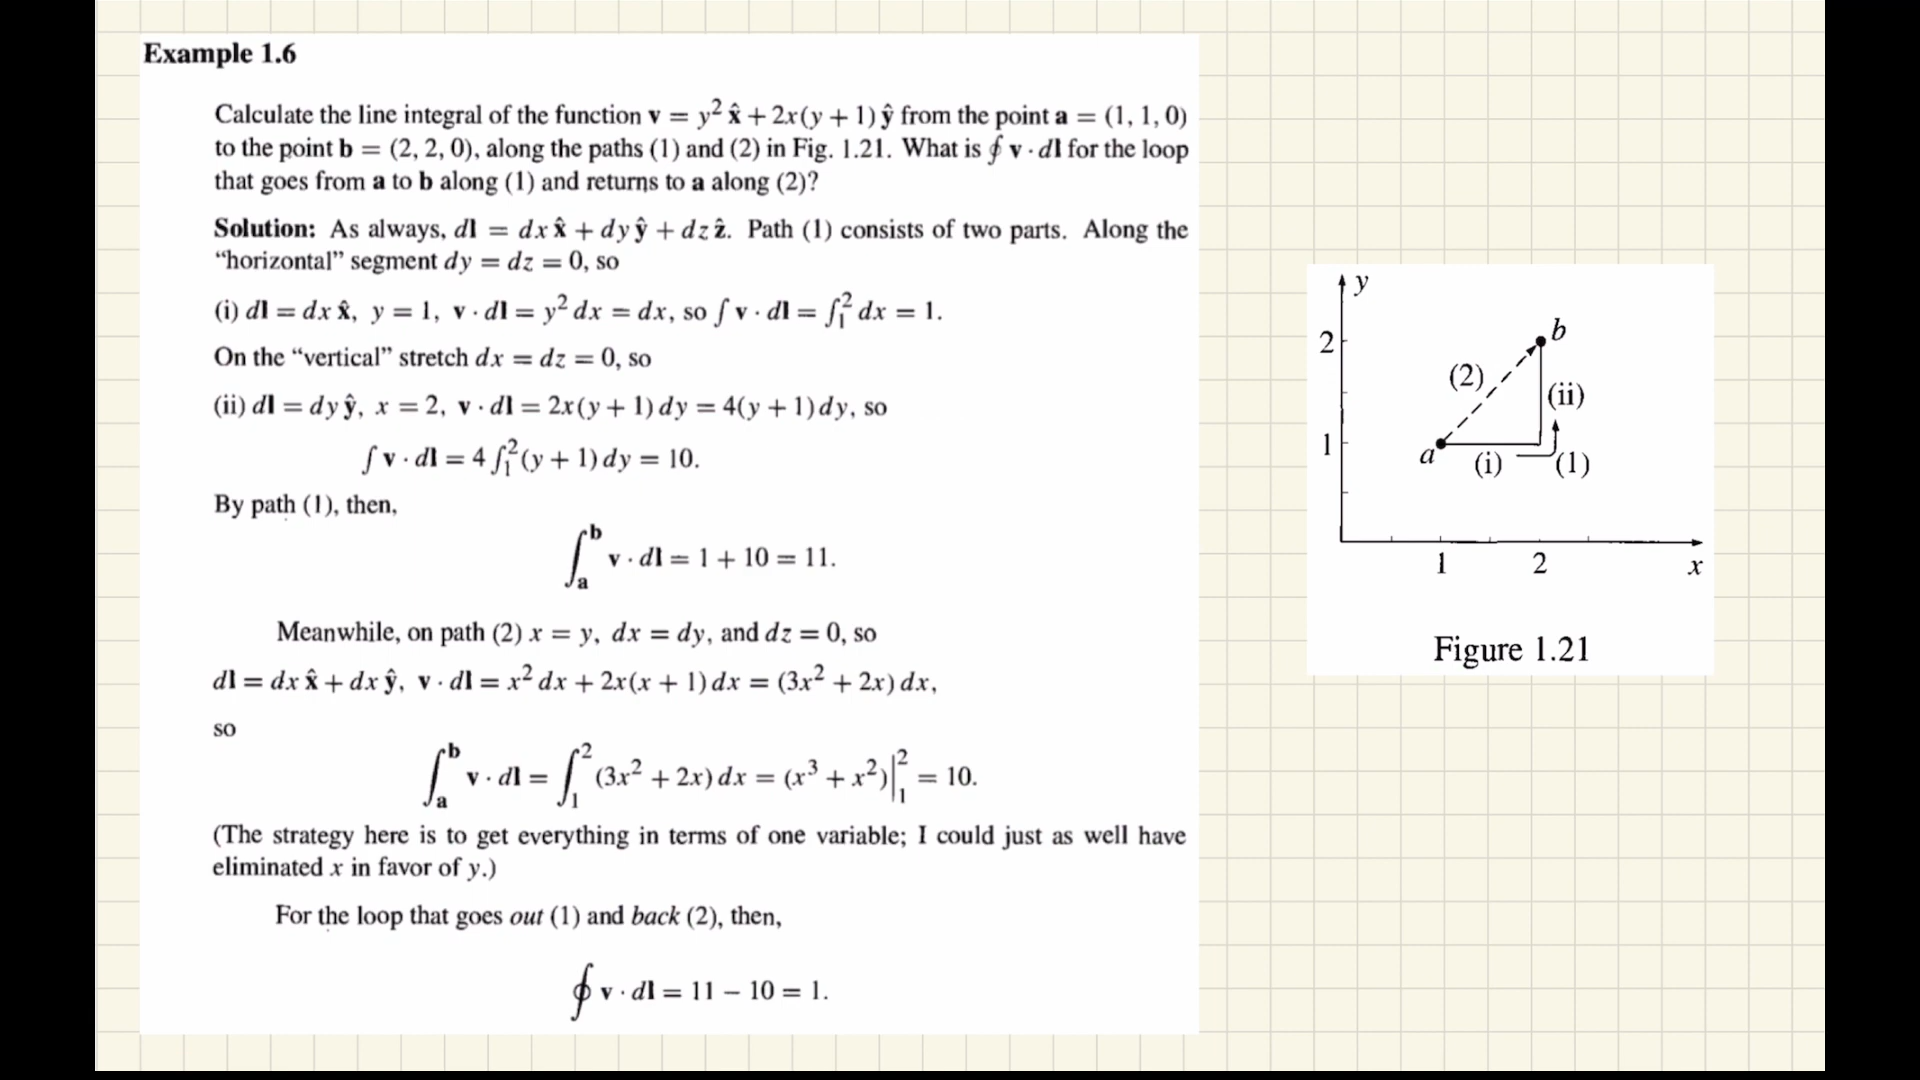 Example 1.6
Calculate the line integral of the function v = y² x̂ + 2x(y + 1) ŷ from the point a = (1, 1, 0)
to the point b = (2, 2, 0), along the paths (1) and (2) in Fig. 1.21. What is ∮ v · dl for the loop
that goes from a to b along (1) and returns to a along (2)?
Solution: As always, dl = dx x̂ + dy ŷ + dz ẑ. Path (1) consists of two parts. Along the
“horizontal” segment dy = dz = 0, so
(i) dl = dx x̂, y = 1, v · dl = y² dx = dx, so ∫ v · dl = ∫₁² dx = 1.
On the “vertical” stretch dx = dz = 0, so
(ii) dl = dy ŷ, x = 2, v · dl = 2x(y + 1) dy = 4(y + 1) dy, so
∫ v · dl = 4 ∫₁² (y + 1) dy = 10.
By path (1), then,
∫ₐᵇ v · dl = 1 + 10 = 11.
Meanwhile, on path (2) x = y, dx = dy, and dz = 0, so
dl = dx x̂ + dx ŷ, v · dl = x² dx + 2x(x + 1) dx = (3x² + 2x) dx,
so
∫ₐᵇ v · dl = ∫₁² (3x² + 2x) dx = (x³ + x²)|₁² = 10.
(The strategy here is to get everything in terms of one variable; I could just as well have
eliminated x in favor of y.)
For the loop that goes out (1) and back (2), then,
∮ v · dl = 11 − 10 = 1.
y
2
b
(2)
(ii)
1
a
(i)
(1)
1
2
x
Figure 1.21